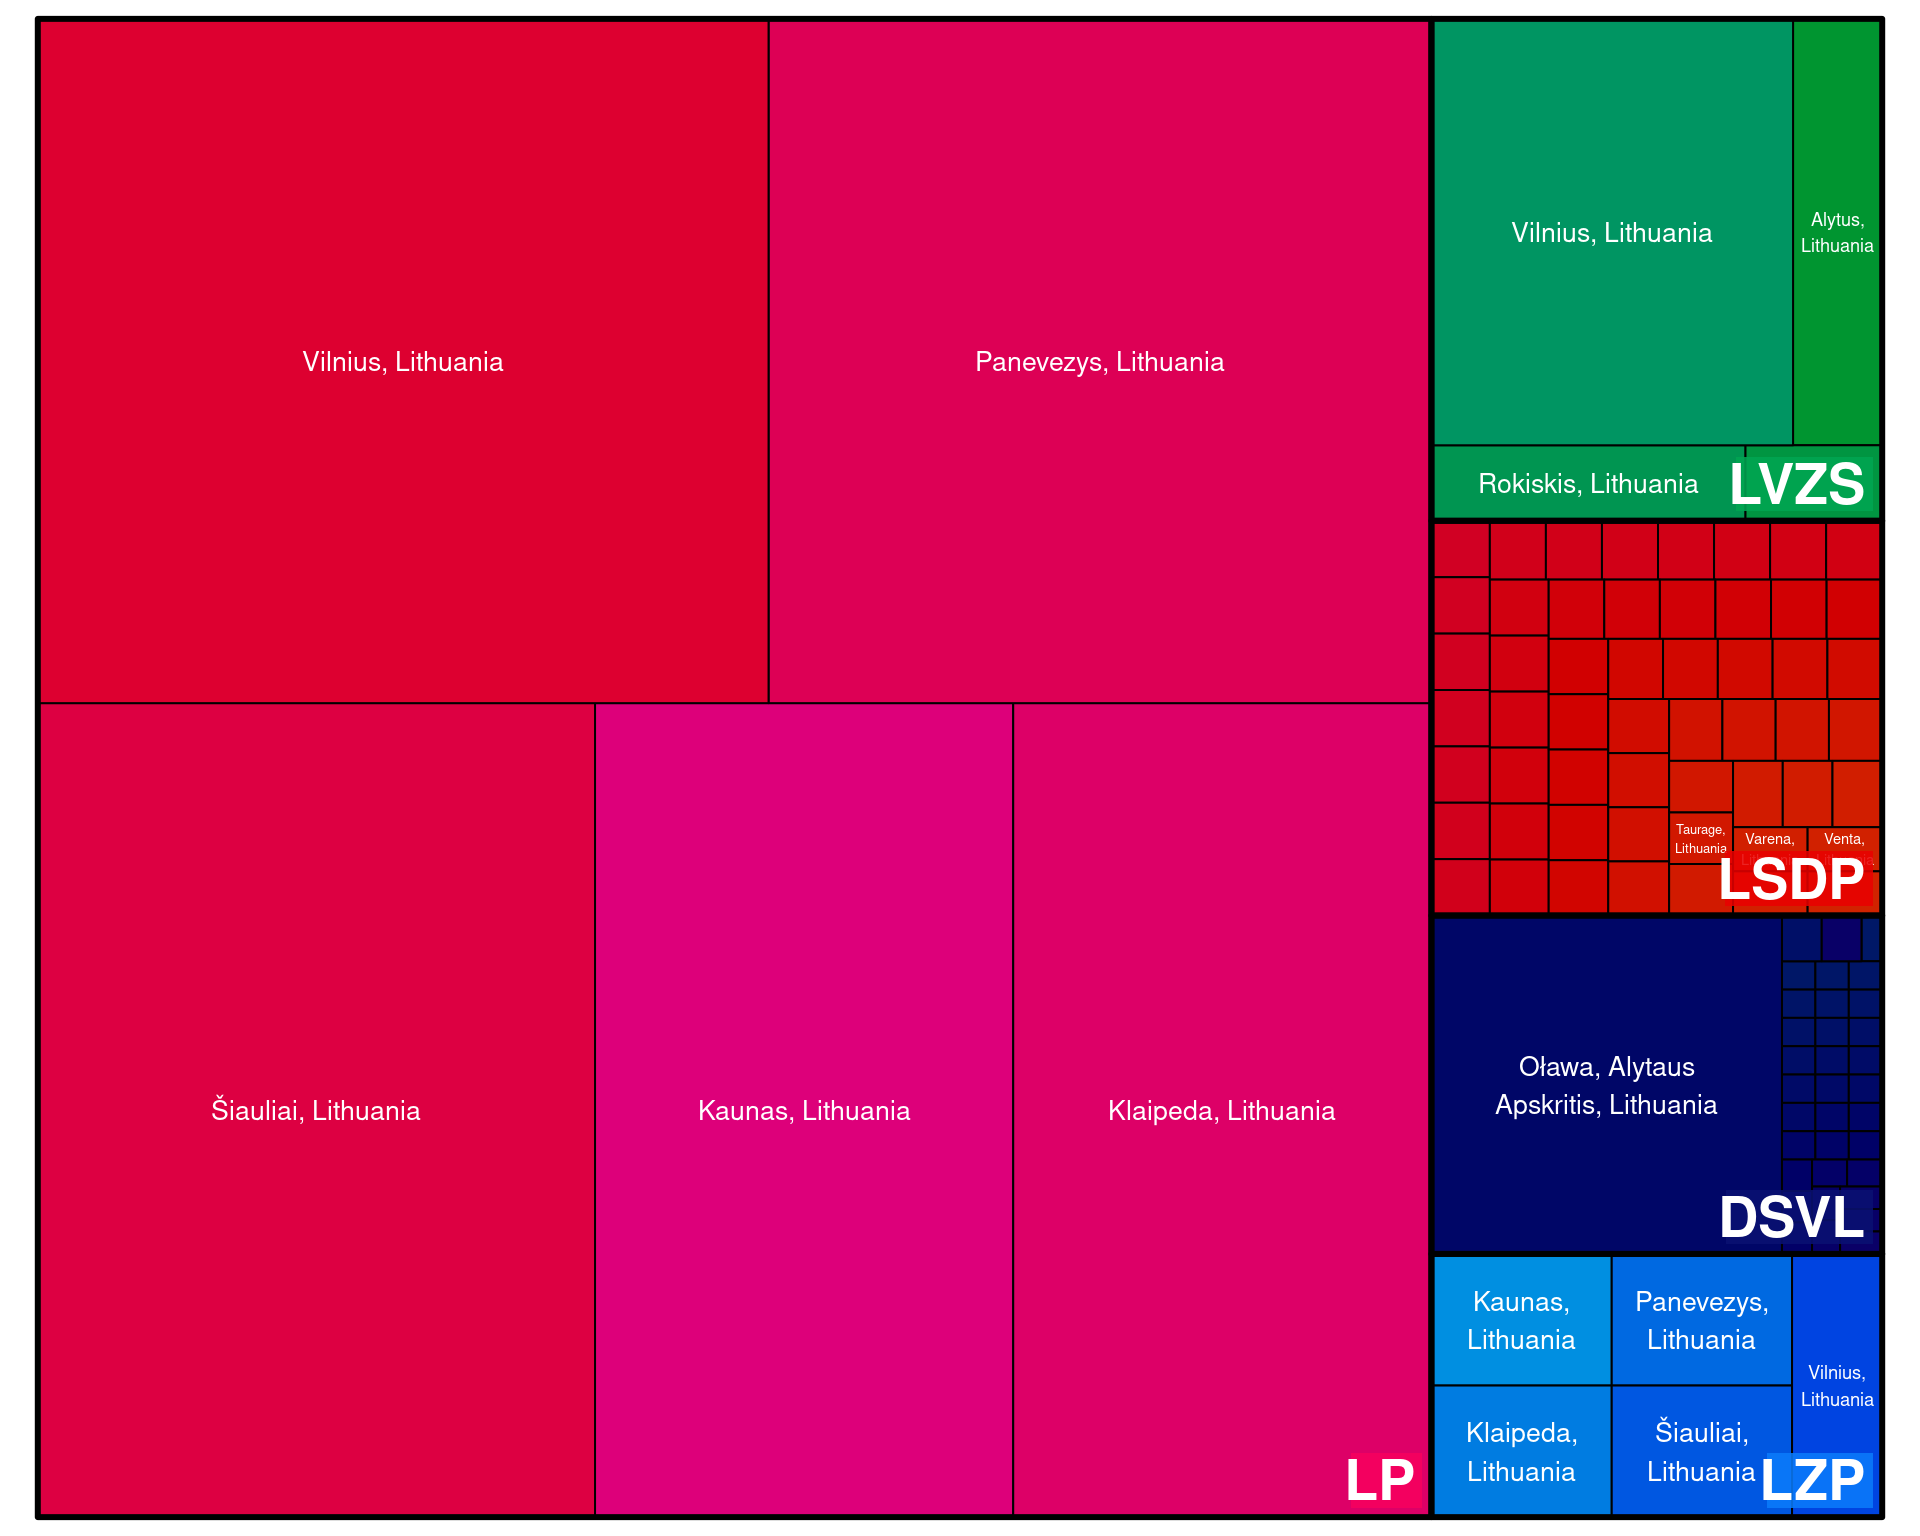 Vilnius, Lithuania
Panevezys, Lithuania
Šiauliai, Lithuania
Kaunas, Lithuania
Klaipeda, Lithuania
LP
Vilnius, Lithuania
Alytus,
Lithuania
Rokiskis, Lithuania
LVZS
Taurage,
Lithuania
Varena,
Venta,
LSDP
Oława, Alytaus
Apskritis, Lithuania
DSVL
Kaunas,
Lithuania
Panevezys,
Lithuania
Klaipeda,
Lithuania
Šiauliai,
Lithuania
Vilnius,
Lithuania
LZP